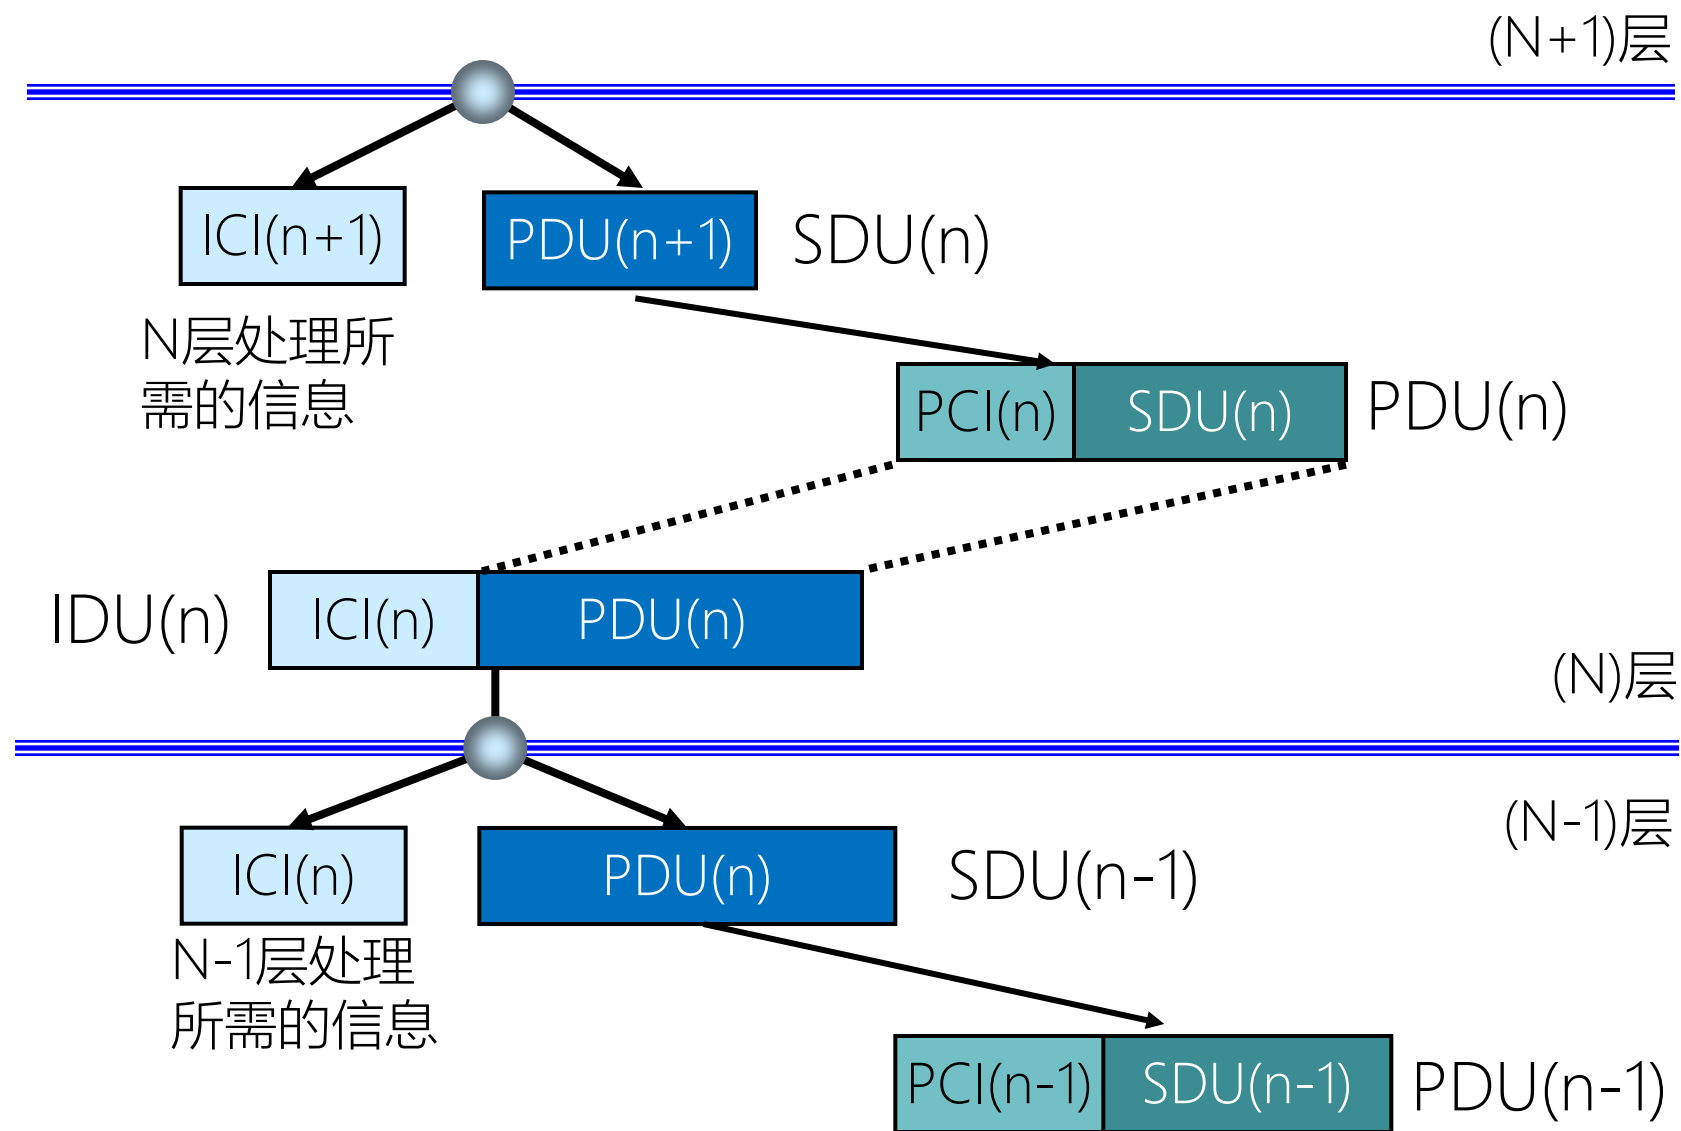 (N+1)层
ICI(n+1)
PDU(n+1)
SDU(n)
N层处理所
需的信息
PCI(n)
SDU(n)
PDU(n)
IDU(n)
ICI(n)
PDU(n)
(N)层
(N-1)层
ICI(n)
PDU(n)
SDU(n-1)
N-1层处理
所需的信息
PCI(n-1)
SDU(n-1)
PDU(n-1)